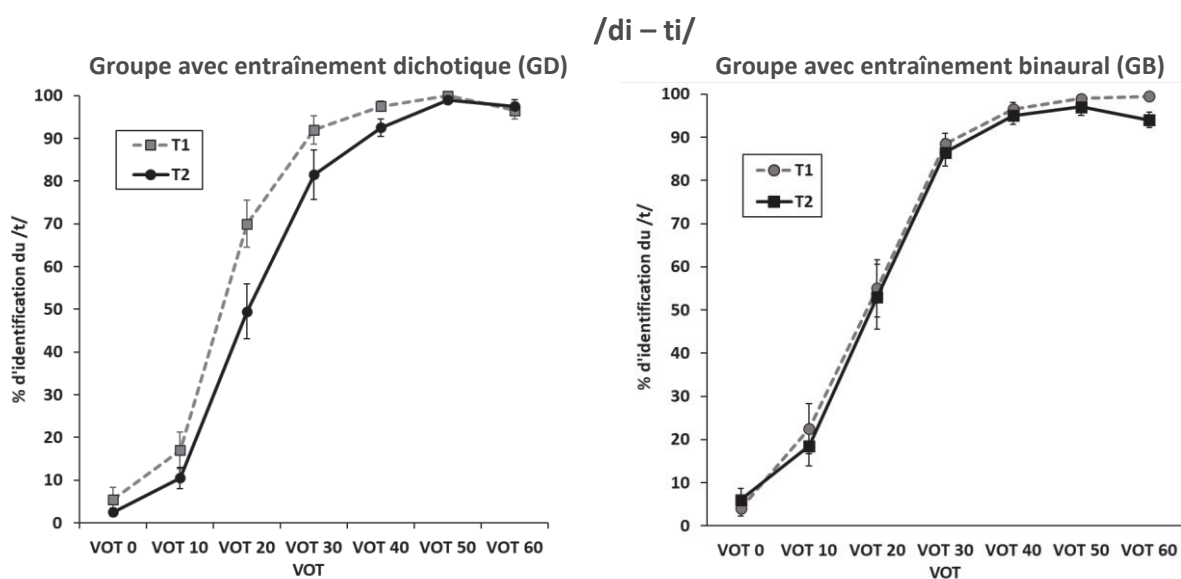 /di – ti/
Groupe avec entraînement dichotique (GD)
% d'identification du /t/
100
90
80
70
60
50
40
30
20
10
0
T1
T2
VOT 0 VOT 10 VOT 20 VOT 30 VOT 40 VOT 50 VOT 60
VOT
Groupe avec entraînement binaural (GB)
% d'identification du /t/
100
90
80
70
60
50
40
30
20
10
0
T1
T2
VOT 0 VOT 10 VOT 20 VOT 30 VOT 40 VOT 50 VOT 60
VOT